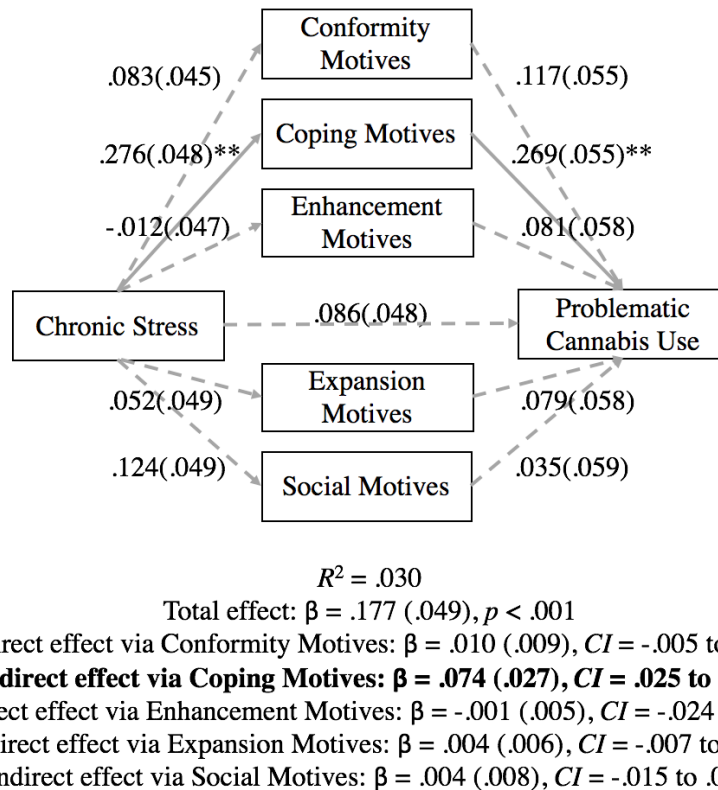 Conformity
Motives
.083(.045)
.117(.055)
Coping Motives
.276(.048)**
.269(.055)**
Enhancement
Motives
-.012(.047)
.081(.058)
Chronic Stress
.086(.048)
Problematic
Cannabis Use
Expansion
Motives
.052(.049)
.079(.058)
.124(.049)
.035(.059)
Social Motives
R² = .030
Total effect: β = .177 (.049), p < .001
effect via Conformity Motives: β = .010 (.009), CI = -.005
effect via Coping Motives: β = .074 (.027), CI = .025 to
effect via Enhancement Motives: β = -.001 (.005), CI = -.024
effect via Expansion Motives: β = .004 (.006), CI = -.007 to
effect via Social Motives: β = .004 (.008), CI = -.015 to